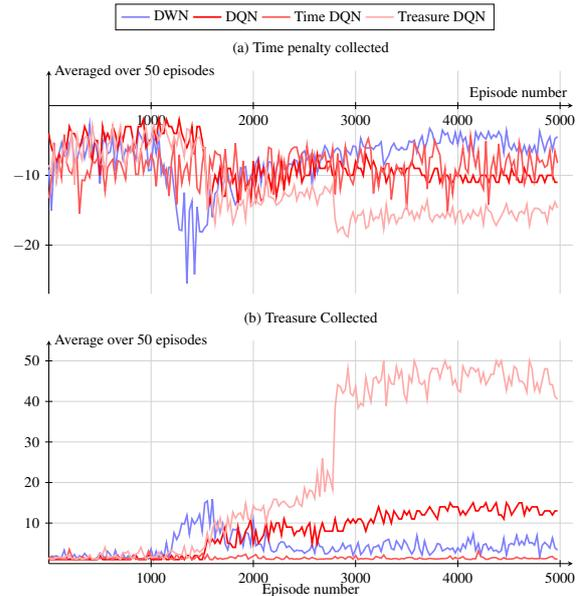 DWN DQN Time DQN Treasure DQN
(a) Time penalty collected
Averaged over 50 episodes
Episode number
1000 2000 3000 4000 5000
−10
−20
(b) Treasure Collected
Average over 50 episodes
50
40
30
20
10
1000 2000 3000 4000 5000
Episode number